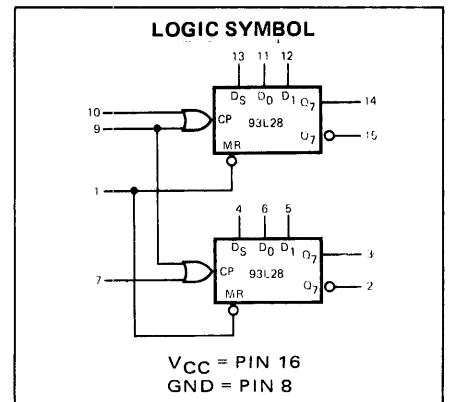 LOGIC SYMBOL
13 11 12
DS D0 D1 Q7 14
10
9
CP 93L28
Q7 15
MR
1
4 6 5
DS D0 D1 Q7 3
CP 93L28
7
Q7 2
MR
VCC = PIN 16
GND = PIN 8